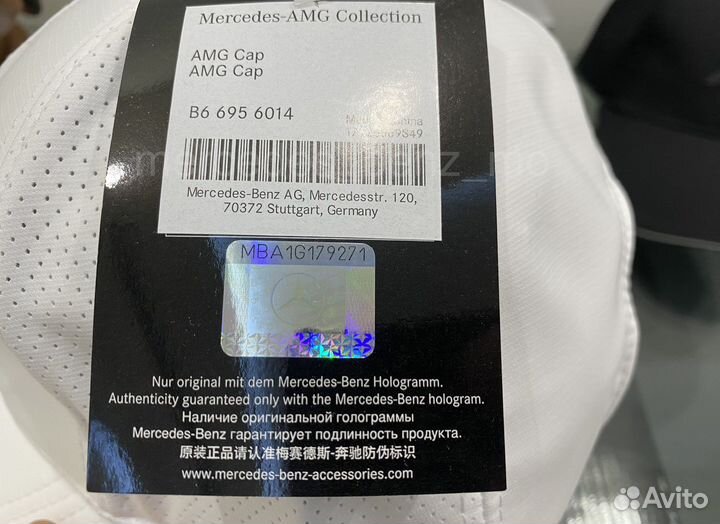 Mercedes-AMG Collection
AMG Cap
AMG Cap
B6 695 6014
Mercedes-Benz AG, Mercedesstr. 120,
70372 Stuttgart, Germany
MBA1G179271
Nur original mit dem Mercedes-Benz Hologramm.
Authenticity guaranteed only with the Mercedes-Benz hologram.
Наличие оригинальной голограммы
Mercedes-Benz гарантирует подлинность продукта.
原装正品请认准梅赛德斯-奔驰防伪标识
www.mercedes-benz-accessories.com
Avito